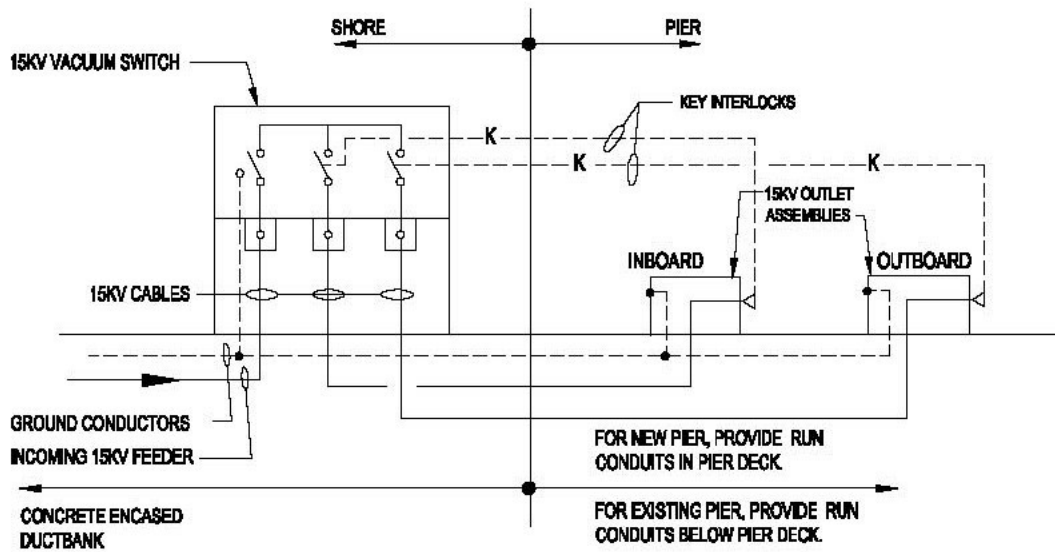 SHORE
PIER
15KV VACUUM SWITCH
KEY INTERLOCKS
K
K
K
15KV OUTLET
ASSEMBLIES
INBOARD
OUTBOARD
15KV CABLES
GROUND CONDUCTORS
INCOMING 15KV FEEDER
FOR NEW PIER, PROVIDE RUN
CONDUITS IN PIER DECK.
CONCRETE ENCASED
DUCTBANK
FOR EXISTING PIER, PROVIDE RUN
CONDUITS BELOW PIER DECK.